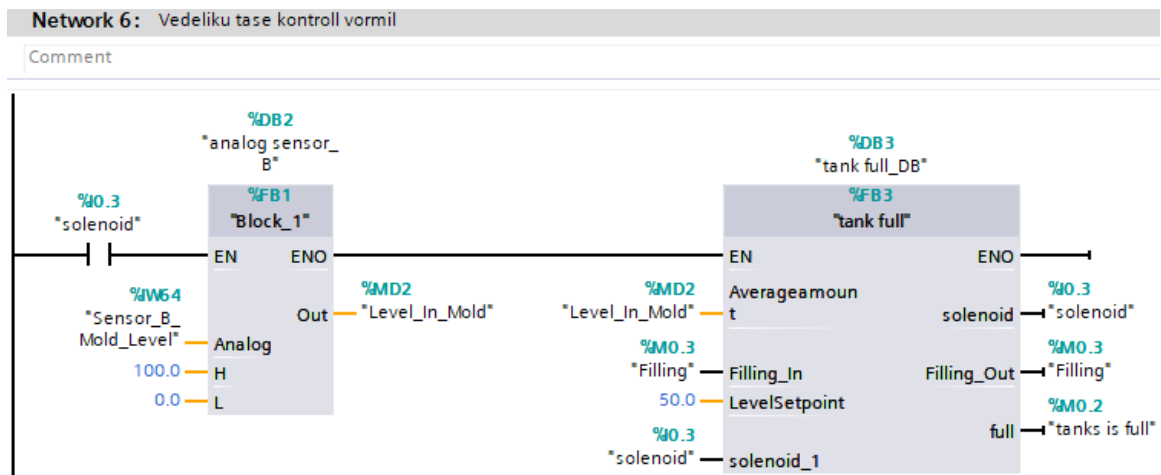 Network 6: Vedeliku tase kontroll vormil
Comment
%DB2
"analog sensor_
B"
%DB3
"tank full_DB"
%I0.3
"solenoid"
%FB1
"Block_1"
%FB3
"tank full"
EN ENO
EN ENO
%IW64
"Sensor_B_
Mold_Level"
Analog
100.0 H
0.0 L
Out
%MD2
"Level_In_Mold"
%MD2
"Level_In_Mold"
Averageamoun
t
%M0.3
"Filling"
Filling_In
50.0 LevelSetpoint
%I0.3
"solenoid"
solenoid_1
solenoid
%I0.3
"solenoid"
Filling_Out
%M0.3
"Filling"
full
%M0.2
"tanks is full"